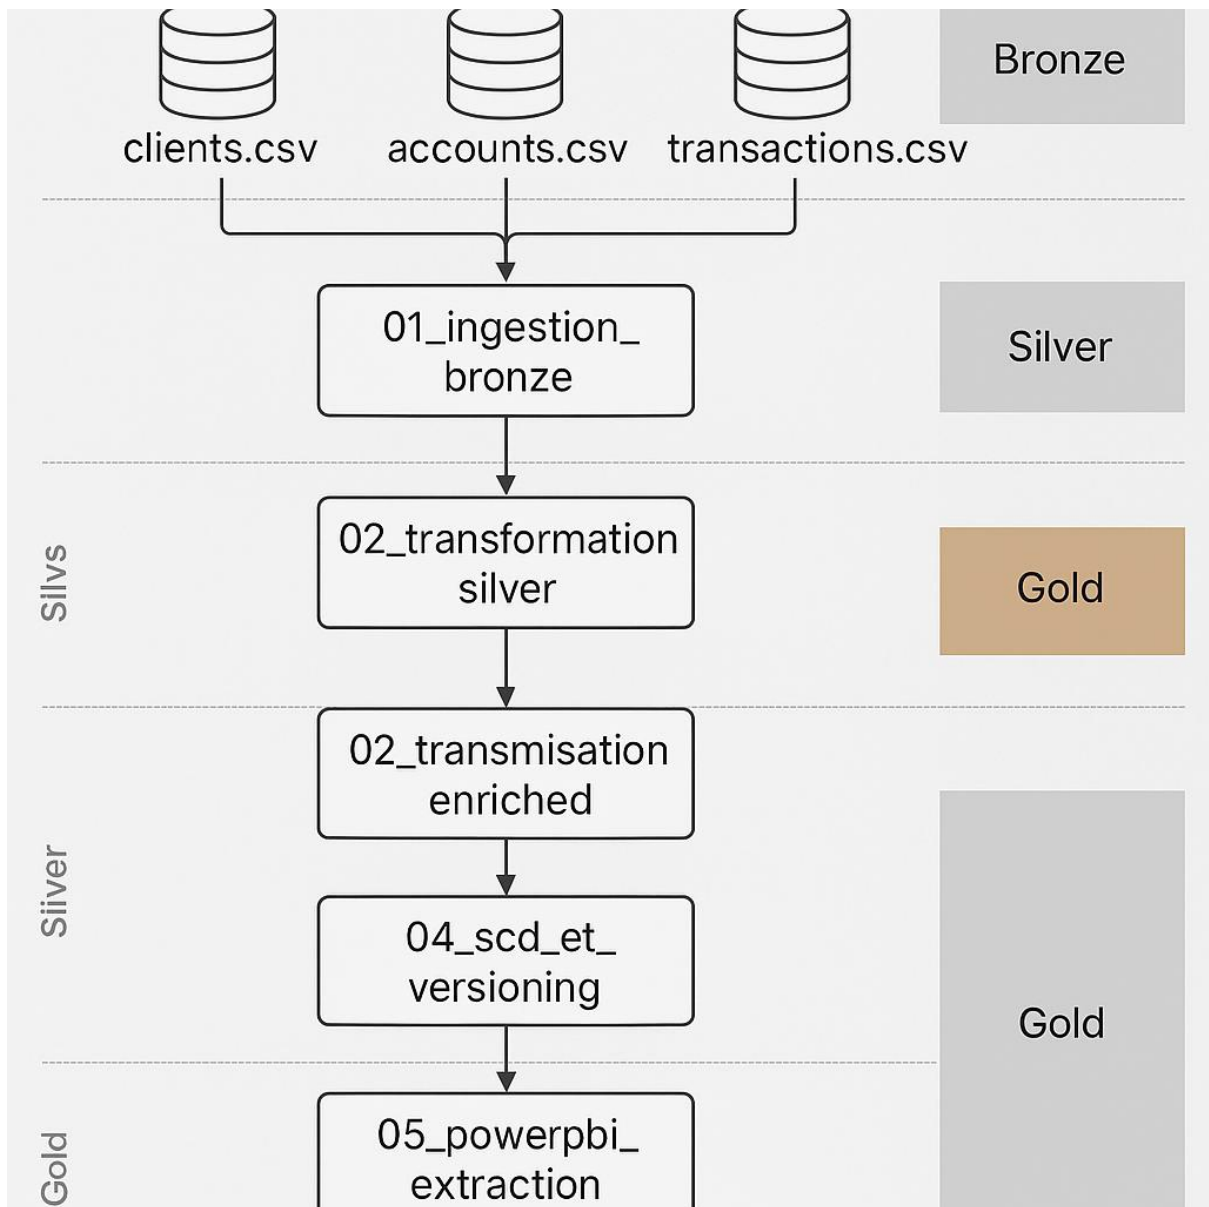 Bronze
clients.csv
accounts.csv
transactions.csv
01_ingestion_
bronze
Silver
Silvs
02_transformation
silver
Gold
02_transmisation
enriched
Siiver
04_scd_et_
versioning
Gold
Gold
05_powerpbi_
extraction